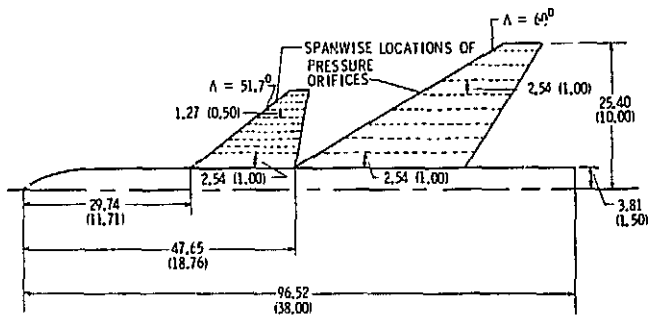 Λ = 60⁰
SPANWISE LOCATIONS OF
PRESSURE
ORIFICES
Λ = 51.7⁰
1.27 (0.50)
2.54 (1.00)
25.40
(10.00)
2.54 (1.00)
2.54 (1.00)
3.81
(1.50)
29.74
(11.71)
47.65
(18.76)
96.52
(38.00)